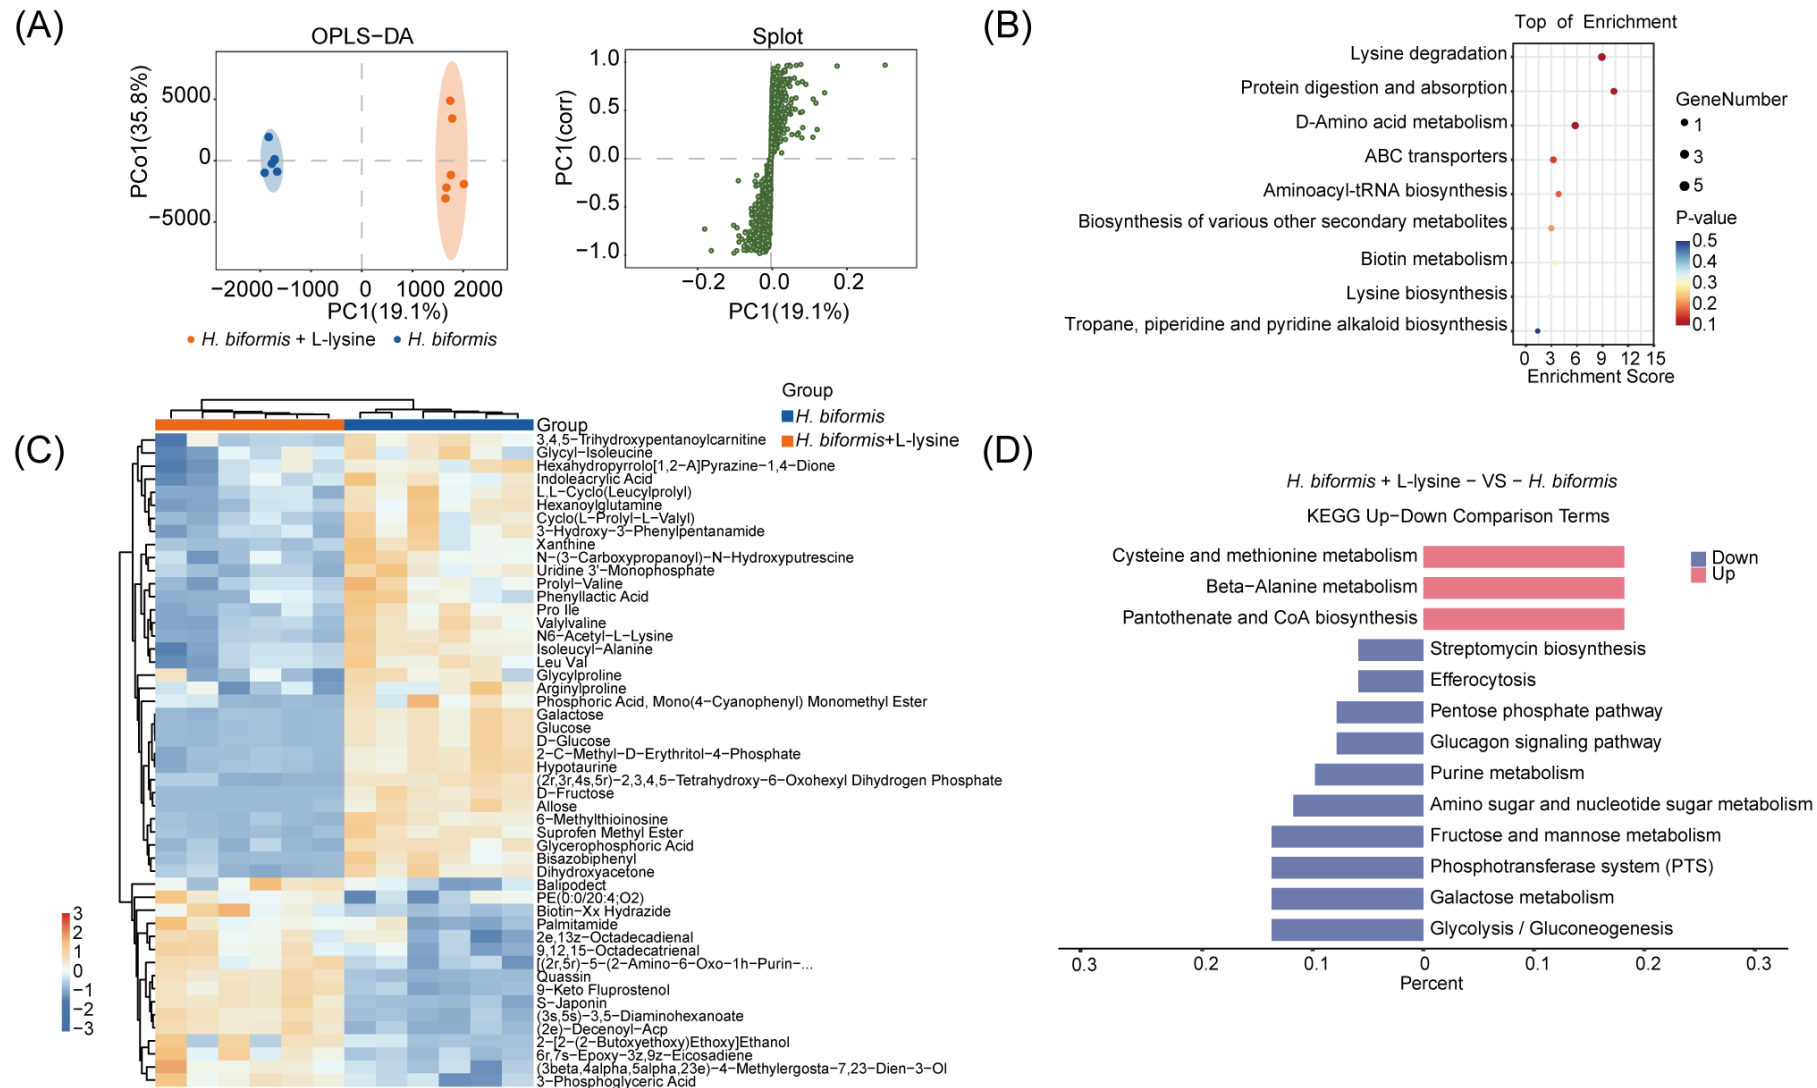 (A)
OPLS−DA
PCo1(35.8%)
5000
0
−5000
−2000
−1000
0
1000
2000
PC1(19.1%)
H. biformis + L-lysine
H. biformis
Splot
PC1(corr)
1.0
0.5
0.0
−0.5
−1.0
−0.2
0.0
0.2
PC1(19.1%)
(B)
Top of Enrichment
Lysine degradation
Protein digestion and absorption
D-Amino acid metabolism
ABC transporters
Aminoacyl-tRNA biosynthesis
Biosynthesis of various other secondary metabolites
Biotin metabolism
Lysine biosynthesis
Tropane, piperidine and pyridine alkaloid biosynthesis
0 3 6 9 12 15
Enrichment Score
GeneNumber
1
3
5
P-value
0.5
0.4
0.3
0.2
0.1
(C)
Group
H. biformis
H. biformis+L-lysine
Group
3,4,5−Trihydroxypentanoylcarnitine
Glycyl−Isoleucine
Hexahydropyrrolo[1,2−A]Pyrazine−1,4−Dione
Indoleacrylic Acid
L,L−Cyclo(Leucylprolyl)
Hexanoylglutamine
Cyclo(L−Prolyl−L−Valyl)
3−Hydroxy−3−Phenylpentanamide
Xanthine
N−(3−Carboxypropanoyl)−N−Hydroxyputrescine
Uridine 3'−Monophosphate
Prolyl−Valine
Phenyllactic Acid
Pro Ile
Valylvaline
N6−Acetyl−L−Lysine
Isoleucyl−Alanine
Leu Val
Glycylproline
Arginylproline
Phosphoric Acid, Mono(4−Cyanophenyl) Monomethyl Ester
Galactose
Glucose
D−Glucose
2−C−Methyl−D−Erythritol−4−Phosphate
Hypotaurine
(2r,3r,4s,5r)−2,3,4,5−Tetrahydroxy−6−Oxohexyl Dihydrogen Phosphate
D−Fructose
Allose
6−Methylthioinosine
Suprofen Methyl Ester
Glycerophosphoric Acid
Bisazobiphenyl
Dihydroxyacetone
Balipodect
PE(0:0/20:4;O2)
Biotin−Xx Hydrazide
Palmitamide
2e,13z−Octadecadienal
9,12,15−Octadecatrienal
[(2r,5r)−5−(2−Amino−6−Oxo−1h−Purin−...
Quassin
9−Keto Fluprostenol
S−Japonin
(3s,5s)−3,5−Diaminohexanoate
(2e)−Decenoyl−Acp
2−[2−(2−Butoxyethoxy)Ethoxy]Ethanol
6r,7s−Epoxy−3z,9z−Eicosadiene
(3beta,4alpha,5alpha,23e)−4−Methylergosta−7,23−Dien−3−Ol
3−Phosphoglyceric Acid
3
2
1
0
−1
−2
−3
(D)
H. biformis + L-lysine − VS − H. biformis
KEGG Up−Down Comparison Terms
Cysteine and methionine metabolism
Beta−Alanine metabolism
Pantothenate and CoA biosynthesis
Down
Up
Streptomycin biosynthesis
Efferocytosis
Pentose phosphate pathway
Glucagon signaling pathway
Purine metabolism
Amino sugar and nucleotide sugar metabolism
Fructose and mannose metabolism
Phosphotransferase system (PTS)
Galactose metabolism
Glycolysis / Gluconeogenesis
0.3 0.2 0.1 0 0.1 0.2 0.3
Percent